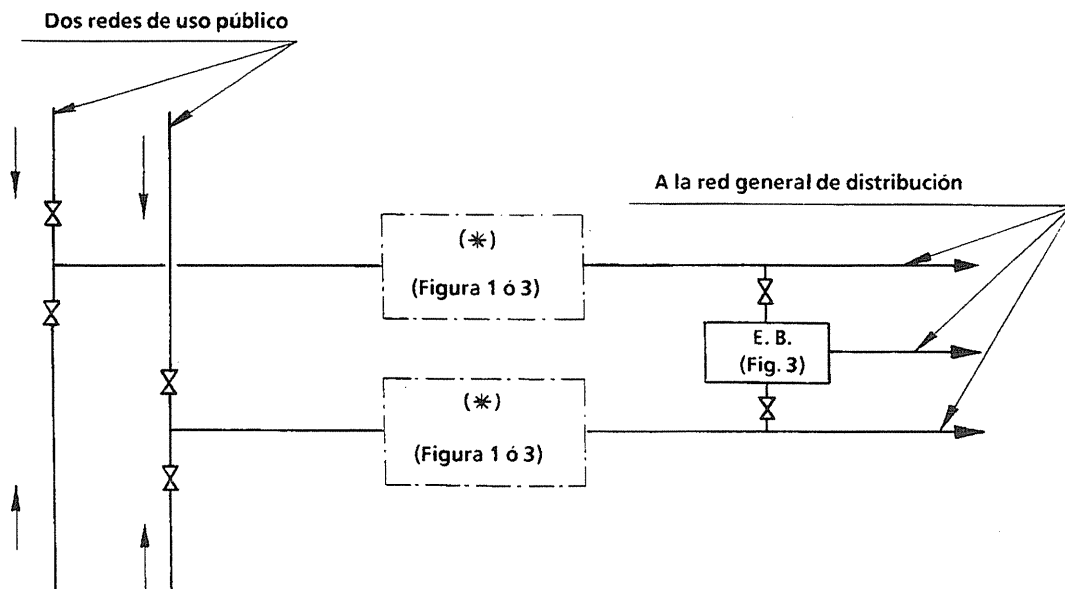 Dos redes de uso público
A la red general de distribución
(*)
(Figura 1 ó 3)
E. B.
(Fig. 3)
(*)
(Figura 1 ó 3)